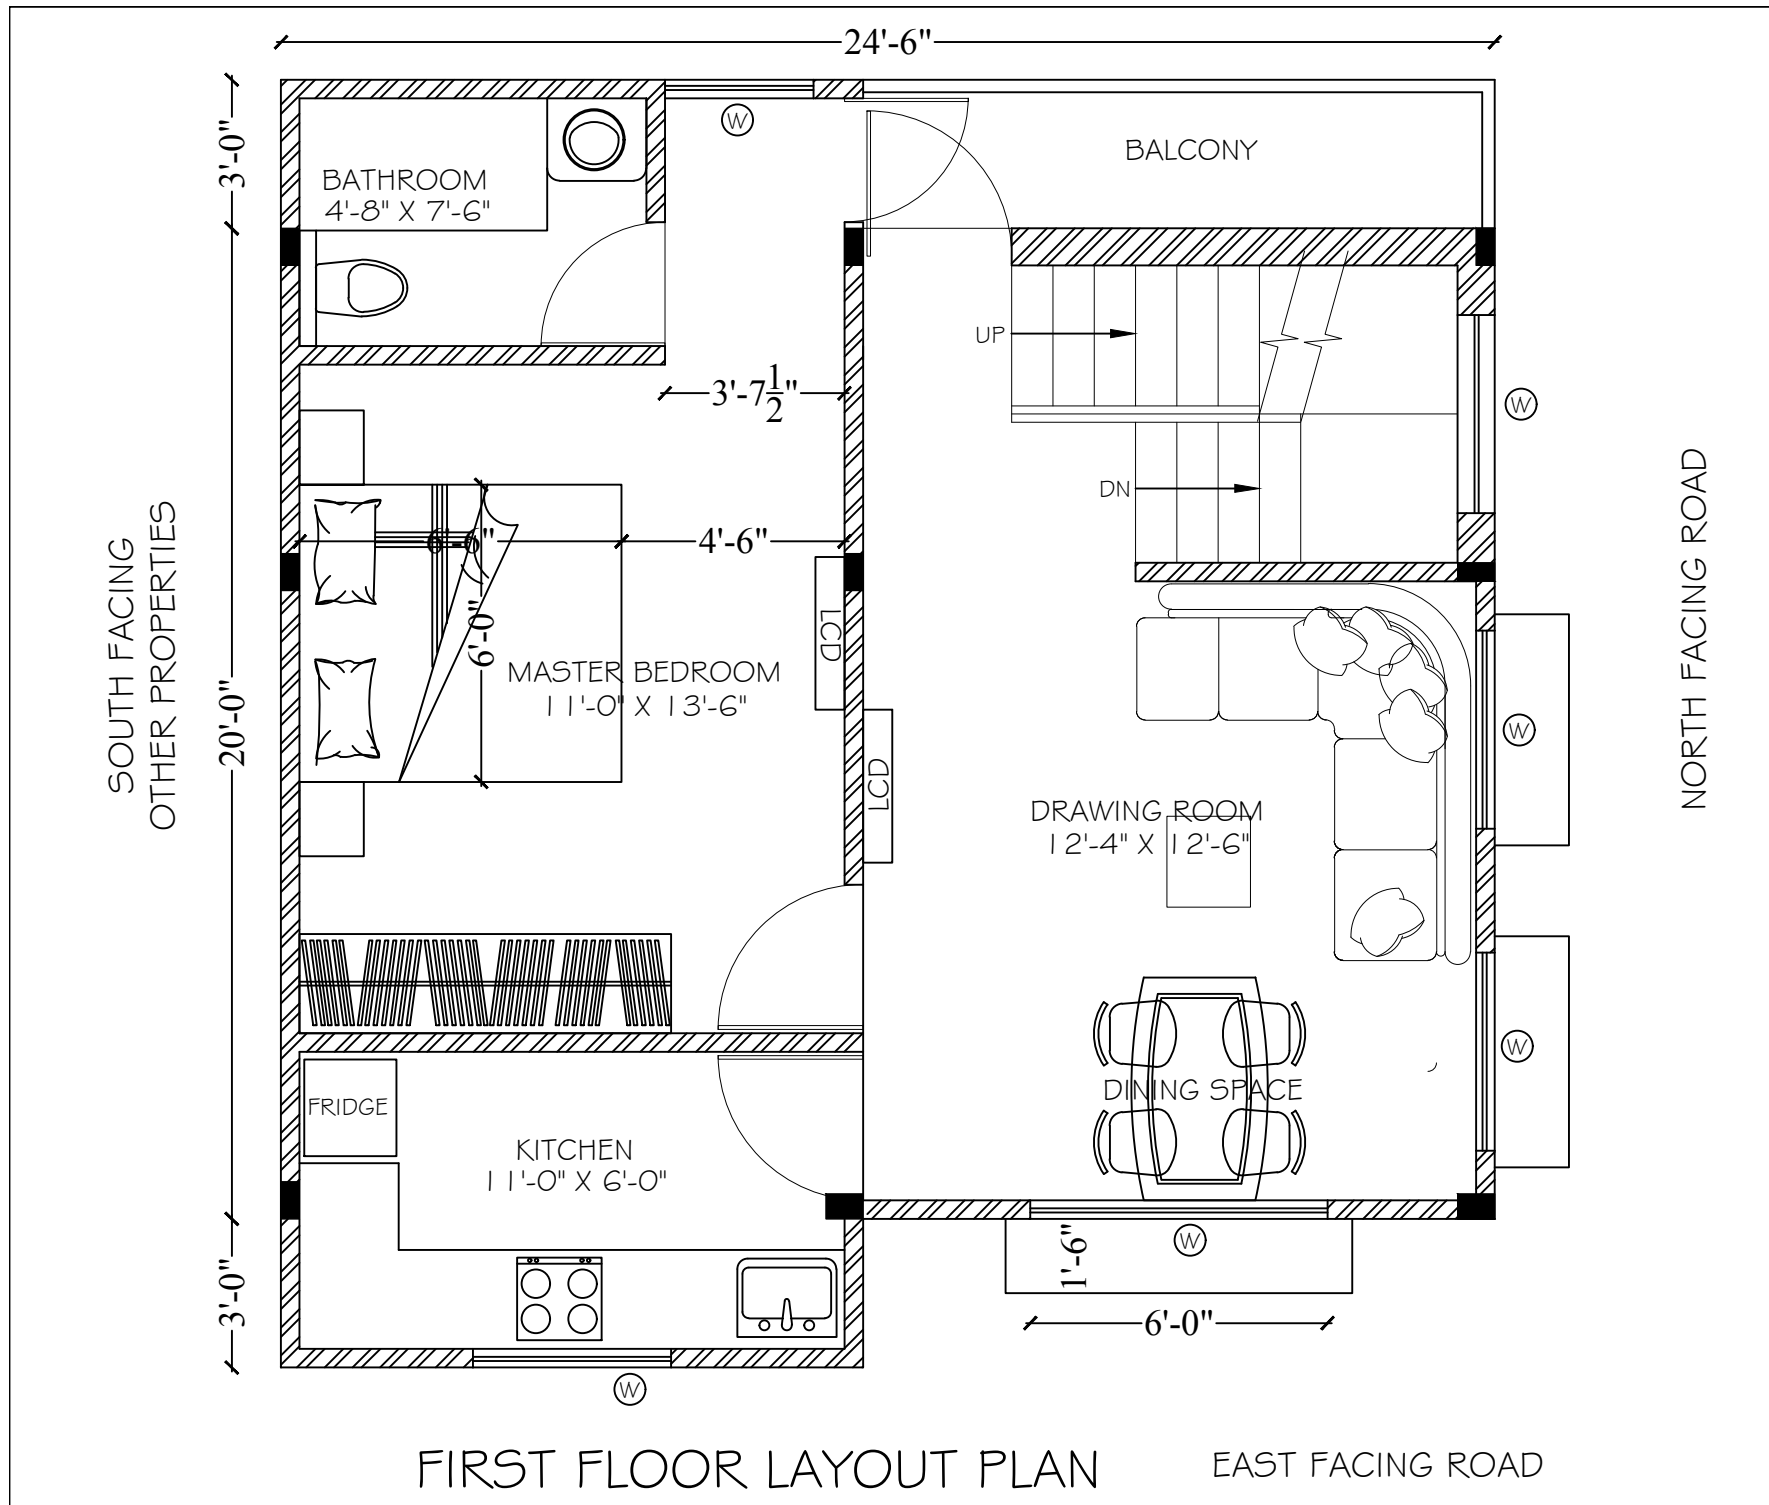 24'-6"
3'-0"
W
BALCONY
BATHROOM
4'-8" X 7'-6"
UP
3'-7 1/2"
W
DN
SOUTH FACING
OTHER PROPERTIES
4'-6"
6'-0"
LCD
MASTER BEDROOM
11'-0" X 13'-6"
20'-0"
NORTH FACING ROAD
W
LCD
DRAWING ROOM
12'-4" X 12'-6"
W
DINING SPACE
FRIDGE
KITCHEN
11'-0" X 6'-0"
3'-0"
1'-6"
W
6'-0"
W
FIRST FLOOR LAYOUT PLAN
EAST FACING ROAD